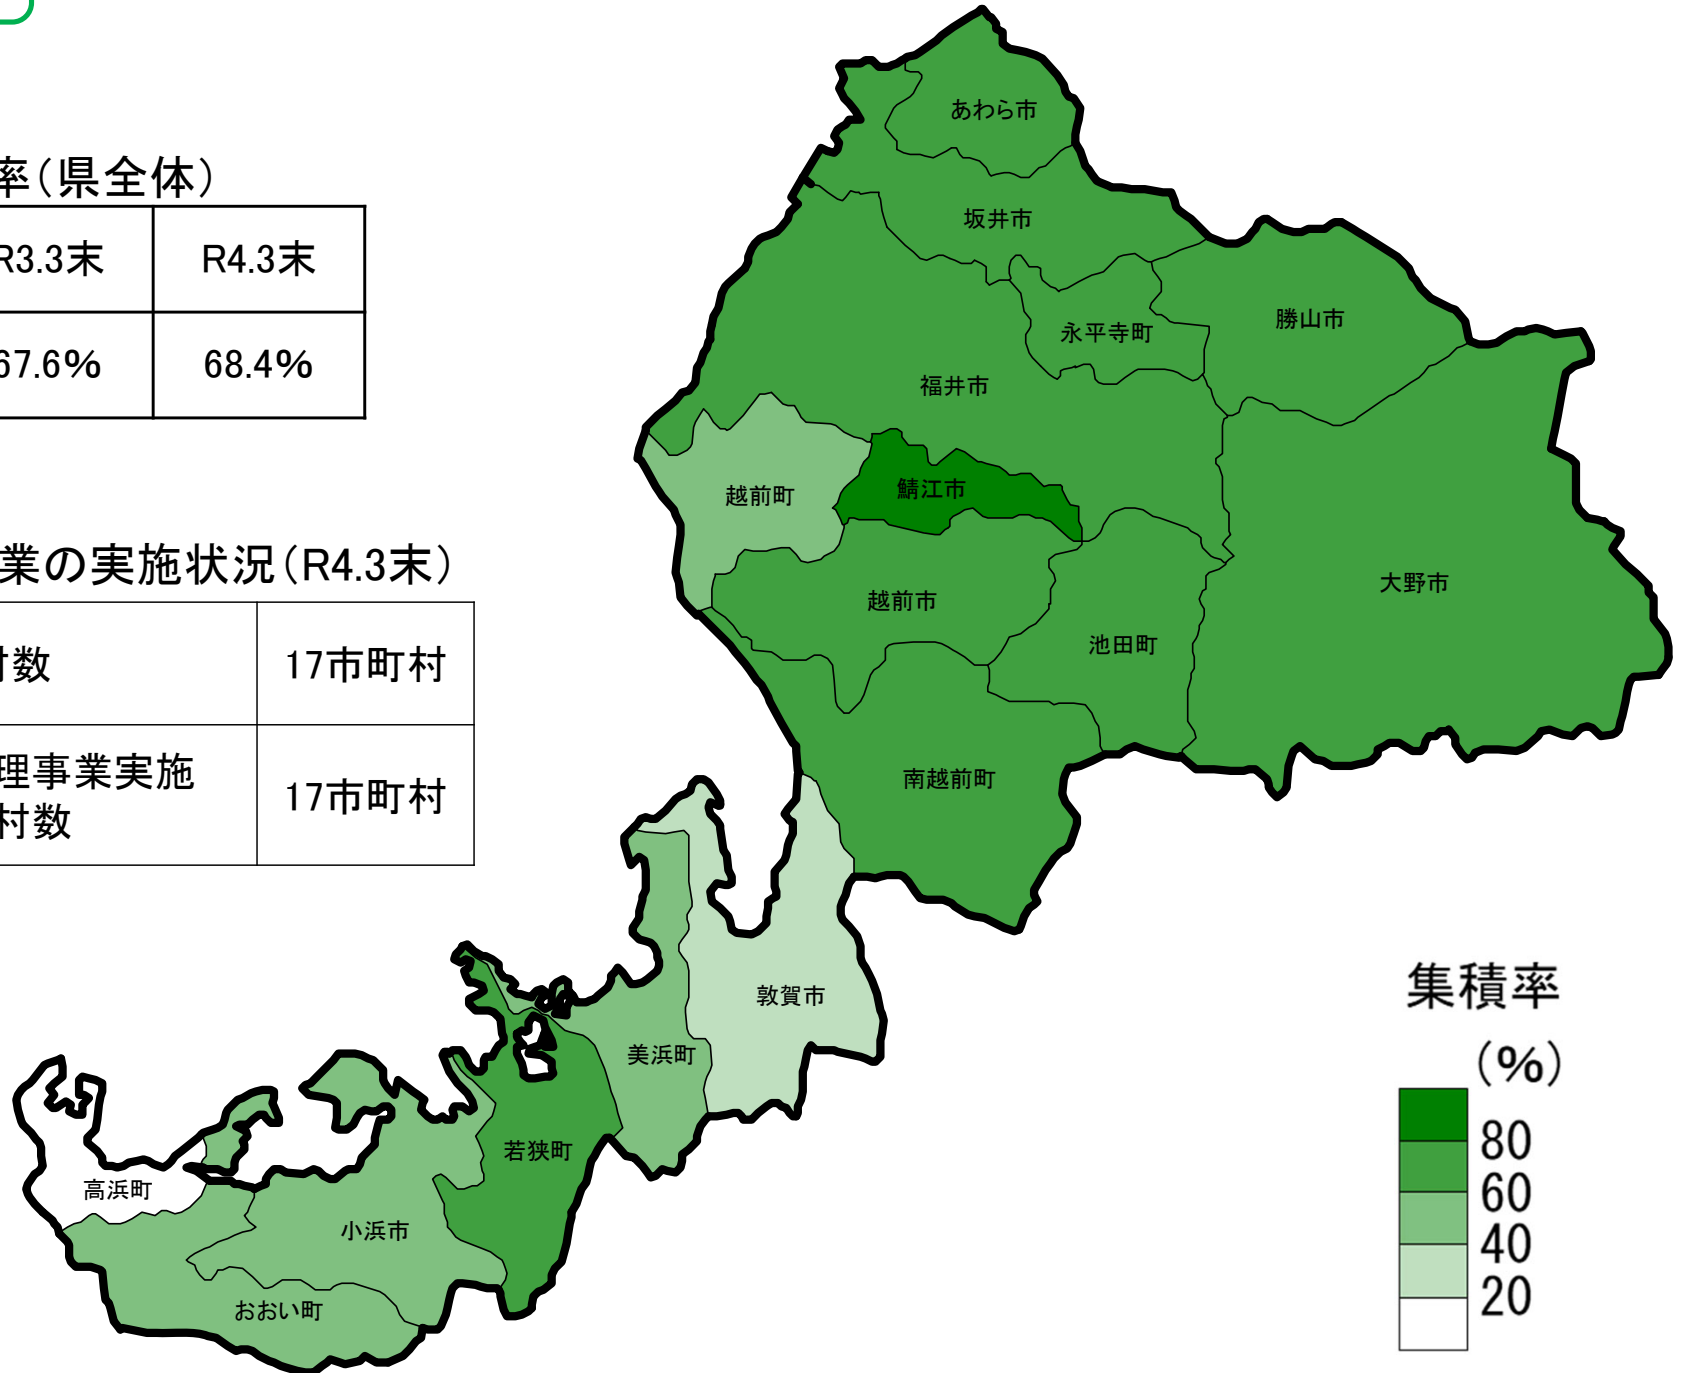 率（県全体）
R3.3末 R4.3末
67.6% 68.4%
業の実施状況（R4.3末）
村数 17市町村
理事業実施
村数 17市町村
あわら市
坂井市
永平寺町
勝山市
福井市
越前町
鯖江市
越前市
池田町
大野市
南越前町
敦賀市
美浜町
若狭町
高浜町
小浜市
おおい町
集積率
（%）
80
60
40
20